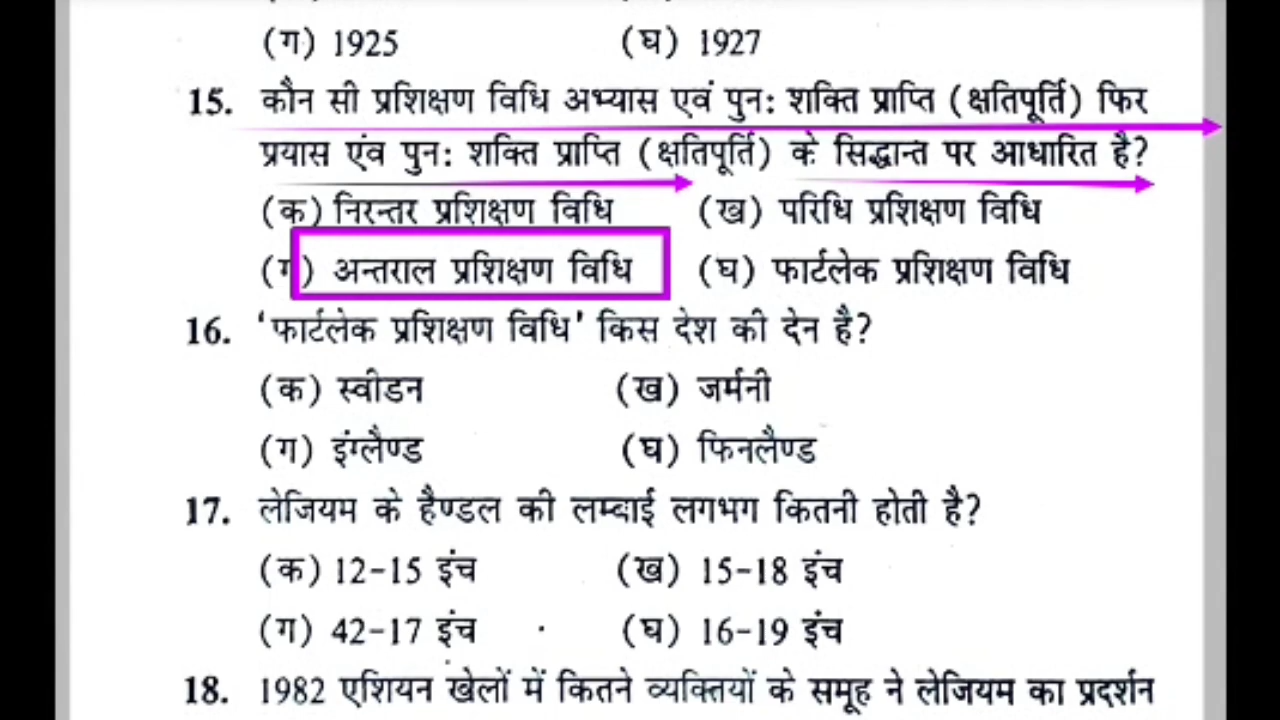 (ग) 1925 (घ) 1927
15. कौन सी प्रशिक्षण विधि अभ्यास एवं पुन: शक्ति प्राप्ति (क्षतिपूर्ति) फिर
प्रयास एंव पुन: शक्ति प्राप्ति (क्षतिपूर्ति) के सिद्धान्त पर आधारित है?
(क) निरन्तर प्रशिक्षण विधि (ख) परिधि प्रशिक्षण विधि
(ग) अन्तराल प्रशिक्षण विधि (घ) फार्टलेक प्रशिक्षण विधि
16. 'फार्टलेक प्रशिक्षण विधि' किस देश की देन है?
(क) स्वीडन (ख) जर्मनी
(ग) इंग्लैण्ड (घ) फिनलैण्ड
17. लेजियम के हैण्डल की लम्बाई लगभग कितनी होती है?
(क) 12-15 इंच (ख) 15-18 इंच
(ग) 42-17 इंच (घ) 16-19 इंच
18. 1982 एशियन खेलों में कितने व्यक्तियों के समूह ने लेजियम का प्रदर्शन